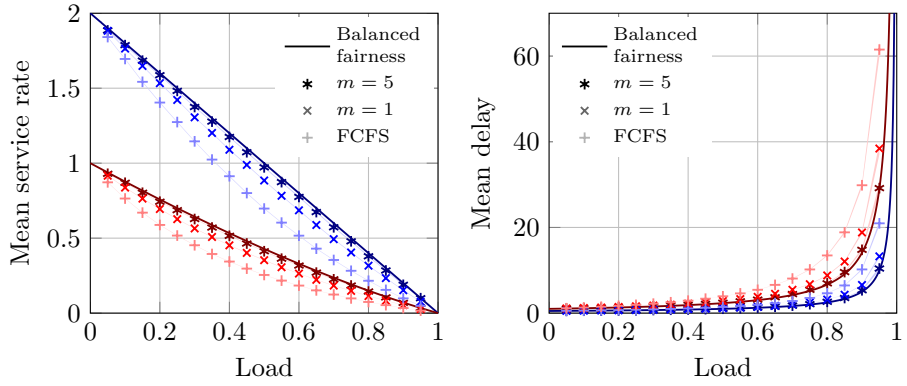 Mean service rate
2
1.5
1
0.5
0
0
0.2
0.4
0.6
0.8
1
Load
Balanced
fairness
m = 5
m = 1
FCFS
Mean delay
60
40
20
0
0
0.2
0.4
0.6
0.8
1
Load
Balanced
fairness
m = 5
m = 1
FCFS